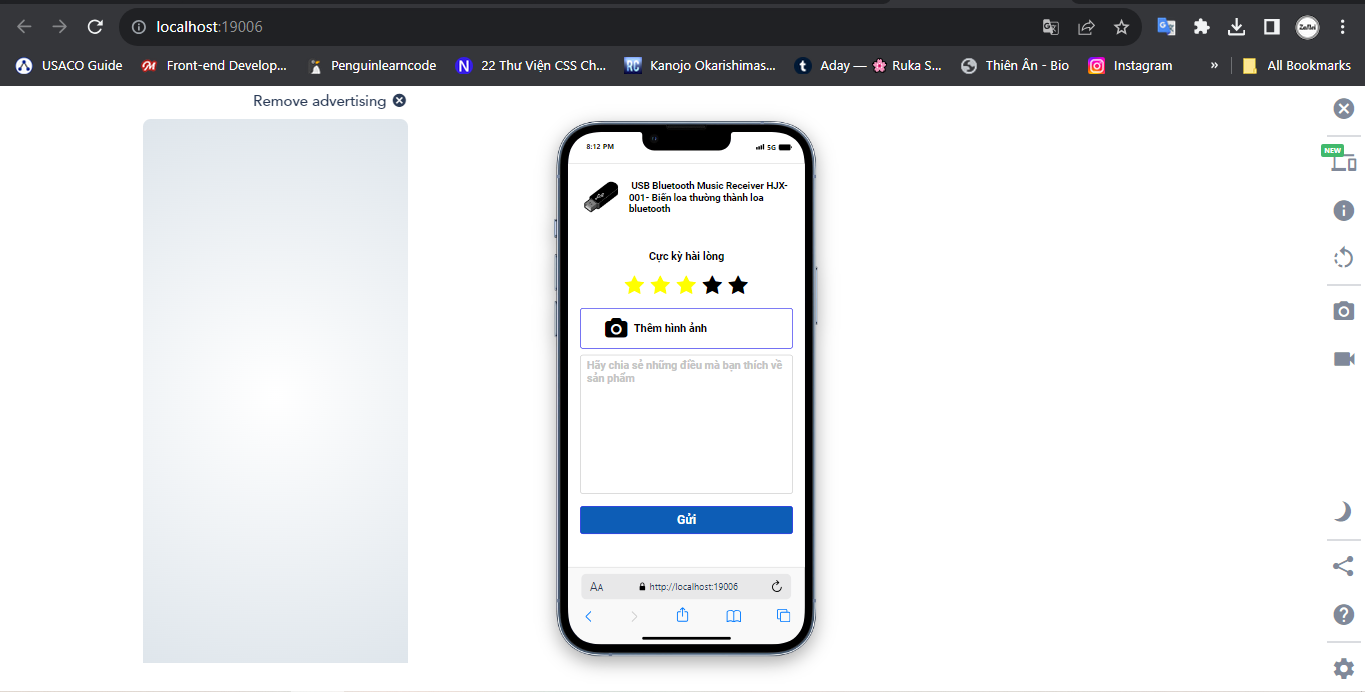 localhost:19006
USACO Guide
Front-end Develop...
Penguinlearncode
22 Thư Viện CSS Ch...
Kanojo Okarishimas...
Aday — 🌸 Ruka S...
Thiên Ân - Bio
Instagram
»
All Bookmarks
Remove advertising
NEW
8:12 PM
5G
USB Bluetooth Music Receiver HJX-
001- Biến loa thường thành loa
bluetooth
Cực kỳ hài lòng
Thêm hình ảnh
Hãy chia sẻ những điều mà bạn thích về
sản phẩm
Gửi
AA
http://localhost:19006